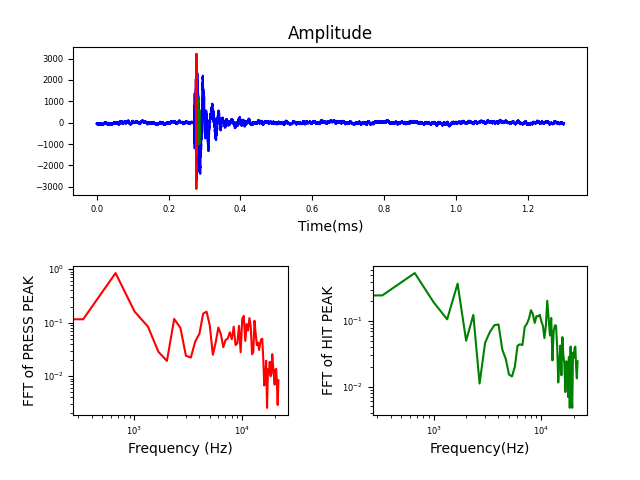 Amplitude
3000
2000
1000
0
−1000
−2000
−3000
0.0 0.2 0.4 0.6 0.8 1.0 1.2
Time(ms)
FFT of PRESS PEAK
10⁰
10⁻¹
10⁻²
10³ 10⁴
Frequency (Hz)
FFT of HIT PEAK
10⁻¹
10⁻²
10³ 10⁴
Frequency(Hz)